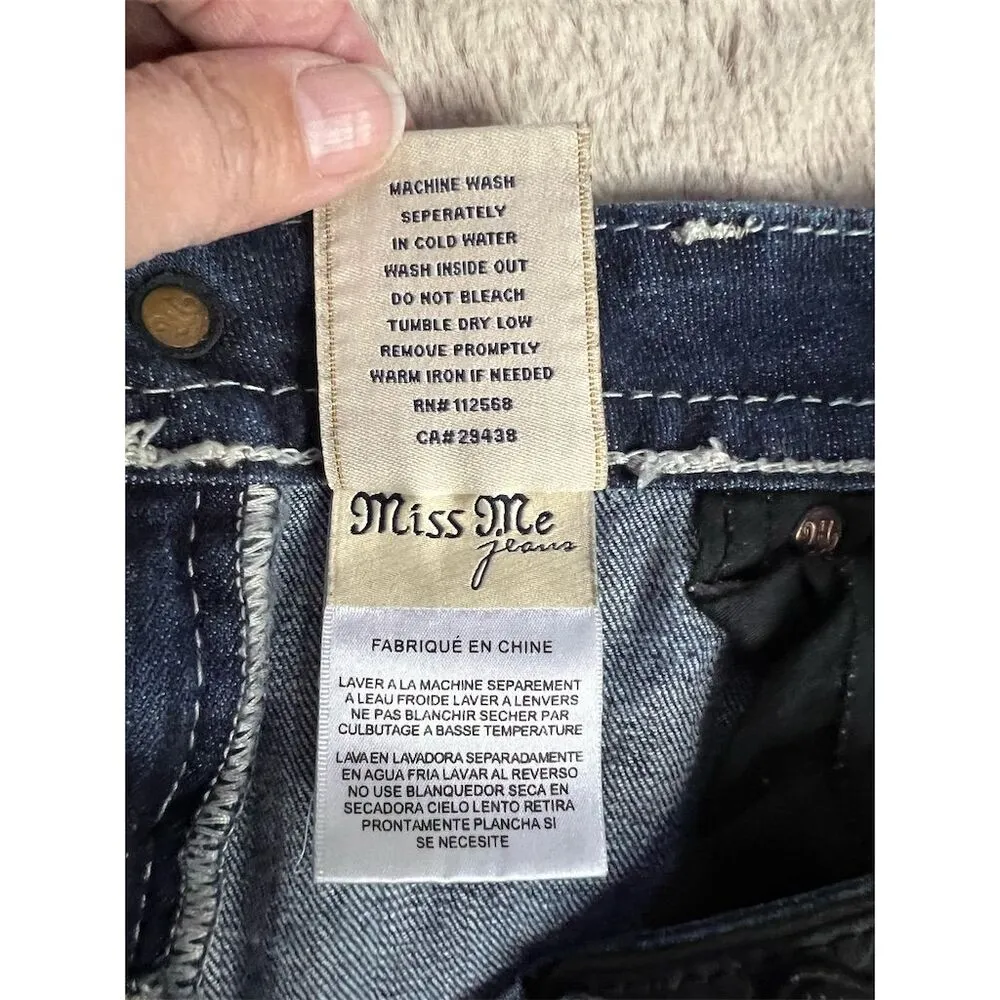 MACHINE WASH
SEPERATELY
IN COLD WATER
WASH INSIDE OUT
DO NOT BLEACH
TUMBLE DRY LOW
REMOVE PROMPTLY
WARM IRON IF NEEDED
RN# 112568
CA# 29438
Miss Me
jeans
FABRIQUÉ EN CHINE
LAVER A LA MACHINE SEPAREMENT
A LEAU FROIDE LAVER A LENVERS
NE PAS BLANCHIR SECHER PAR
CULBUTAGE A BASSE TEMPERATURE
LAVA EN LAVADORA SEPARADAMENTE
EN AGUA FRIA LAVAR AL REVERSO
NO USE BLANQUEDOR SECA EN
SECADORA CIELO LENTO RETIRA
PRONTAMENTE PLANCHA SI
SE NECESITE